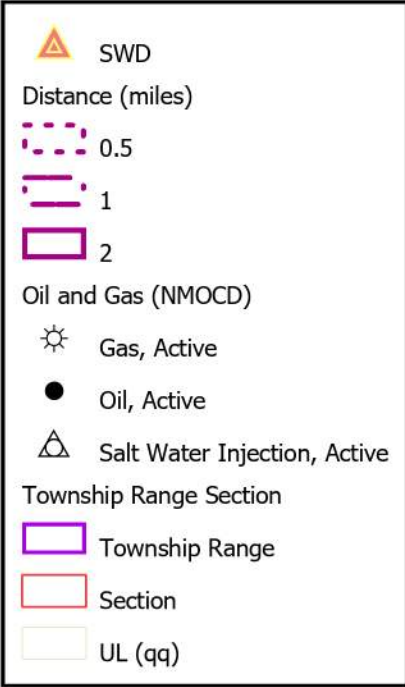 SWD
Distance (miles)
0.5
1
2
Oil and Gas (NMOCD)
Gas, Active
Oil, Active
Salt Water Injection, Active
Township Range Section
Township Range
Section
UL (qq)